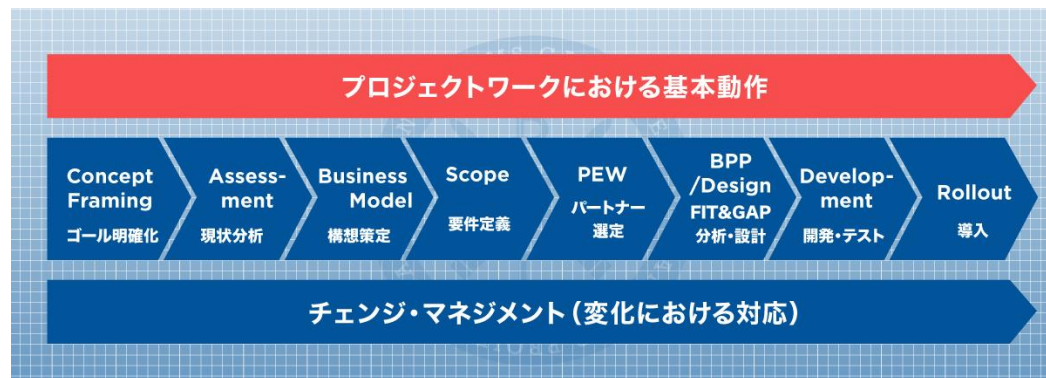 プロジェクトワークにおける基本動作
Concept
Framing
ゴール明確化
Assess-
ment
現状分析
Business
Model
構想策定
Scope
要件定義
PEW
パートナー
選定
BPP
/Design
FIT&GAP
分析・設計
Develop-
ment
開発・テスト
Rollout
導入
チェンジ・マネジメント(変化における対応)